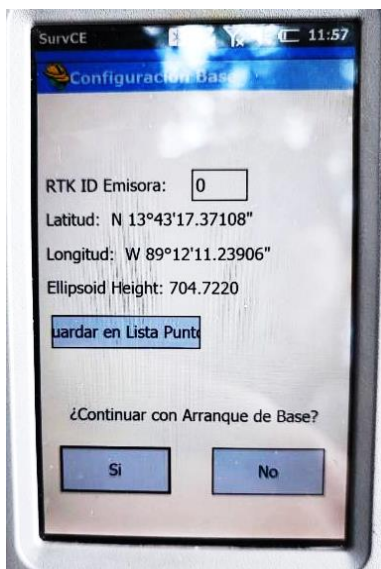 SurvCE 11:57
Configuración Base
RTK ID Emisora: 0
Latitud: N 13°43'17.37108"
Longitud: W 89°12'11.23906"
Ellipsoid Height: 704.7220
uardar en Lista Punto
¿Continuar con Arranque de Base?
Si No